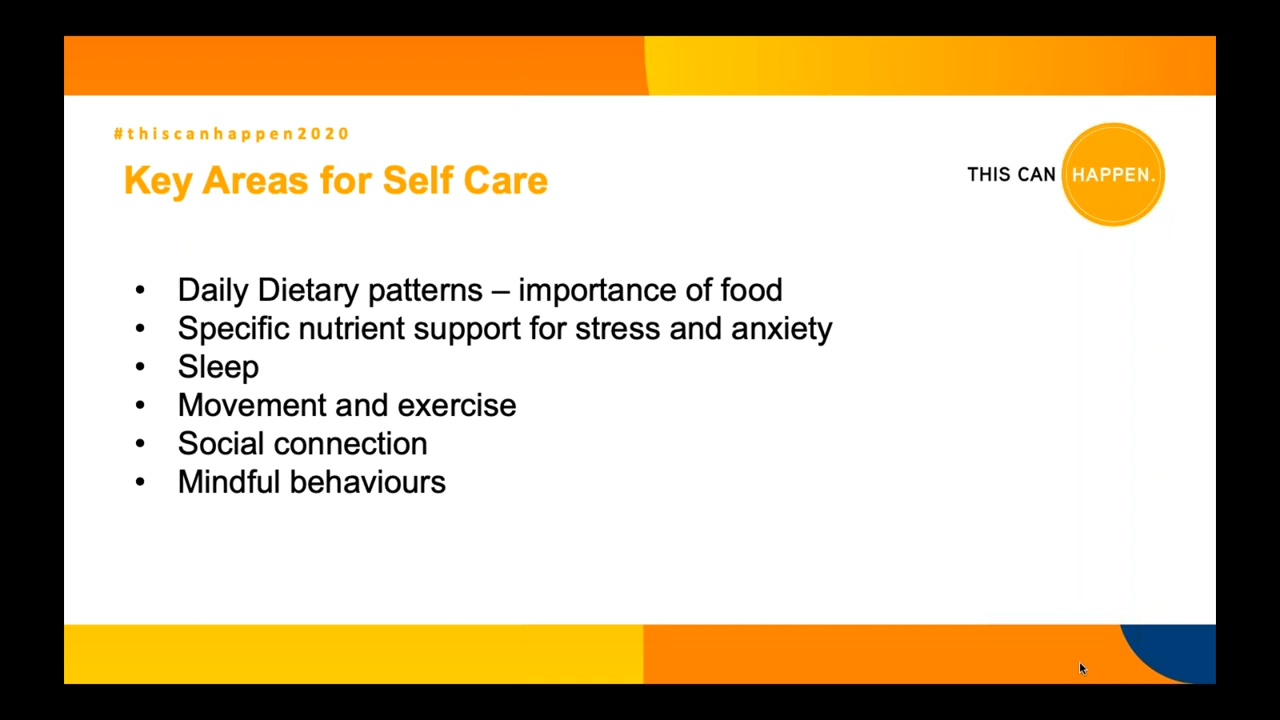 #thiscanhappen2020
Key Areas for Self Care
THIS CAN HAPPEN.
• Daily Dietary patterns – importance of food
• Specific nutrient support for stress and anxiety
• Sleep
• Movement and exercise
• Social connection
• Mindful behaviours